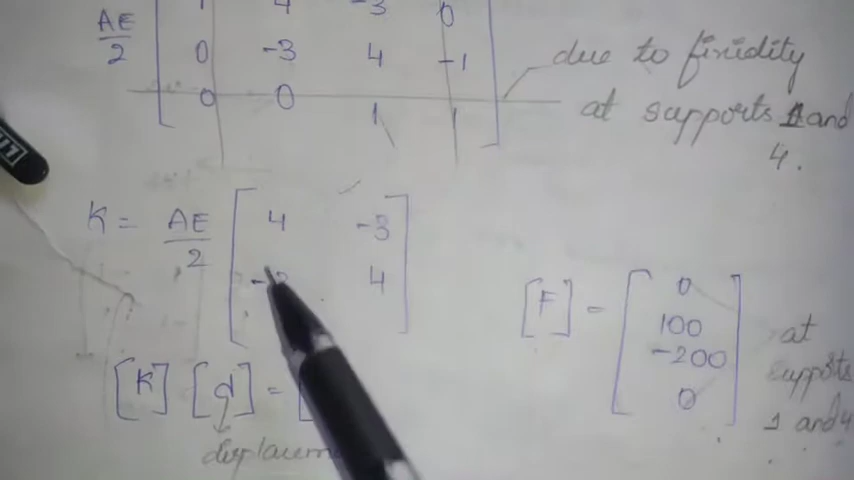 1 4 -3 0
AE/2 0 -3 4 -1
0 0 1 1
due to fixidity
at supports 1 and
4.
K = AE/2 [4 -3
4]
[F] = [0
100
-200
0]
at
supports
1 and 4
[K] [d] = [
displacem